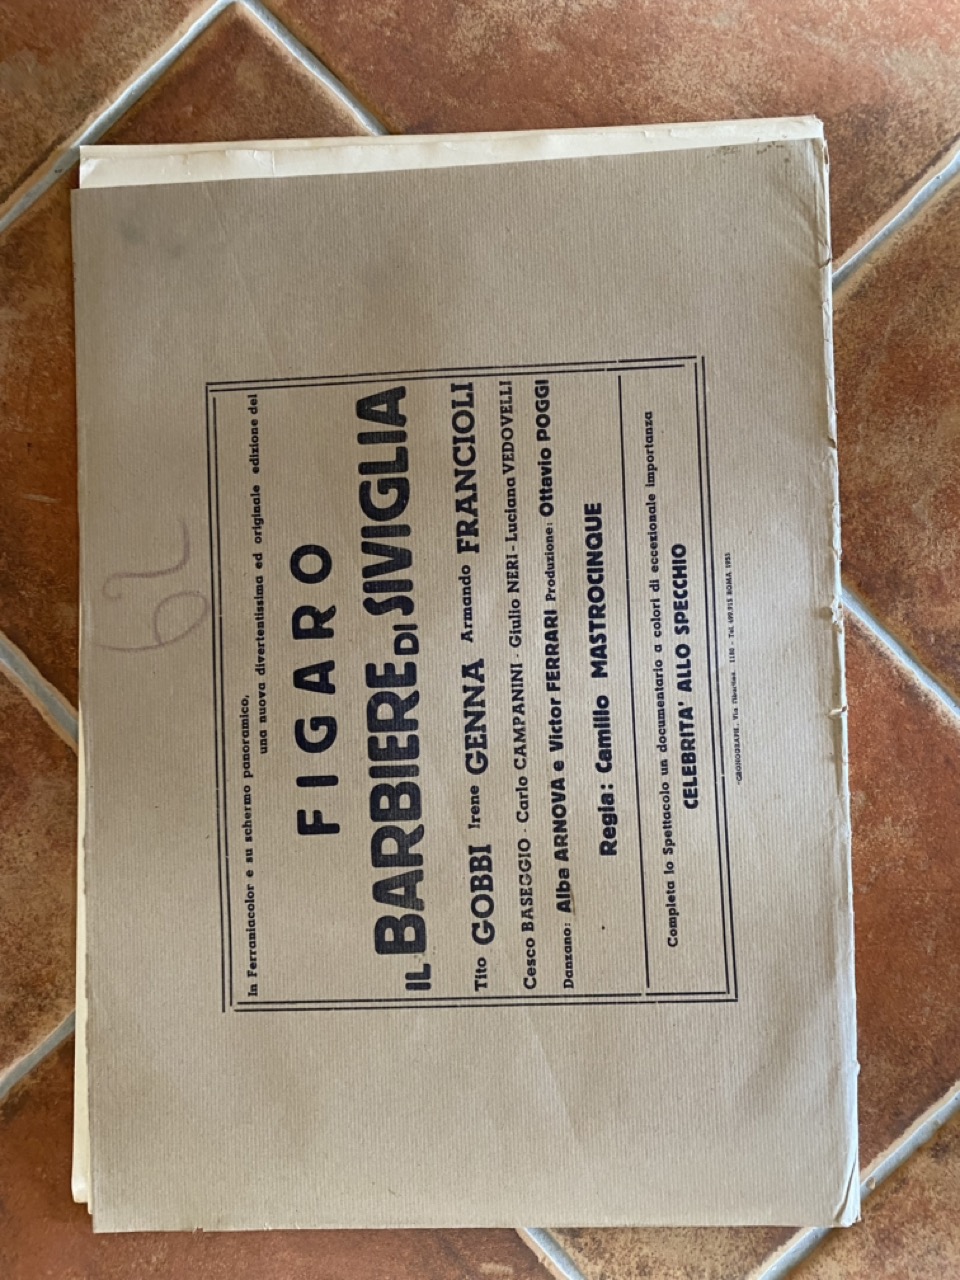 62
In Ferraniacolor e su schermo panoramico,
una nuova divertentissima ed originale edizione del
FIGARO
IL BARBIERE DI SIVIGLIA
Tito GOBBI Irene GENNA Armando FRANCIOLI
Cesco BASEGGIO - Carlo CAMPANINI - Giulio NERI - Luciana VEDOVELLI
Danzano: Alba ARNOVA e Victor FERRARI Produzione: Ottavio POGGI
Regia: Camillo MASTROCINQUE
Completa lo Spettacolo un documentario a colori di eccezionale importanza
CELEBRITA' ALLO SPECCHIO
Via Tiburtina, 1180 - Tel. 499.915 ROMA 1955